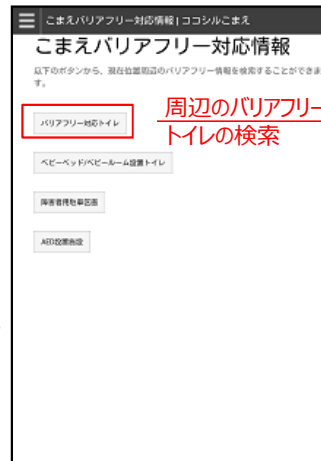 こまえバリアフリー対応情報 | ココシルこまえ
こまえバリアフリー対応情報
以下のボタンから、現在位置周辺のバリアフリー情報を検索することができま
す。
バリアフリー対応トイレ
周辺のバリアフリー
トイレの検索
ベビーベッド/ベビールーム設置トイレ
障害者用駐車区画
AED設置施設